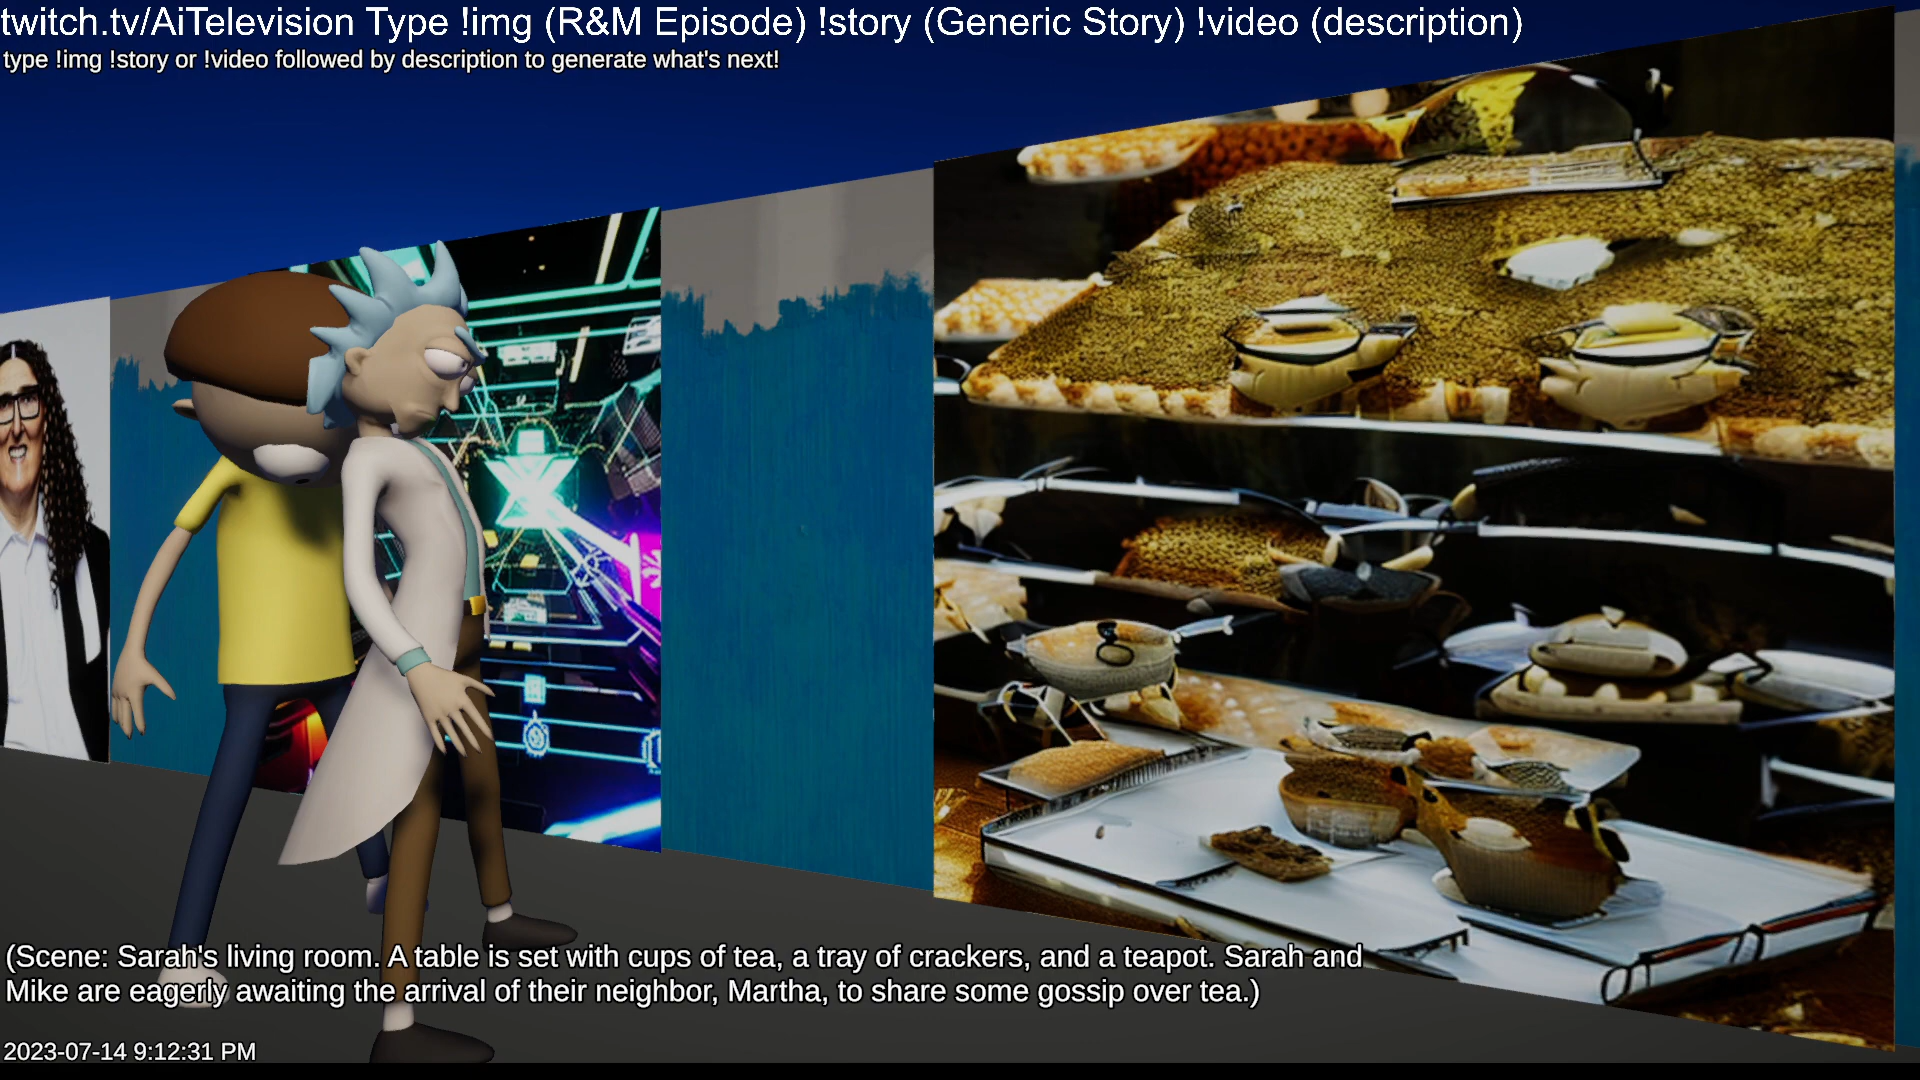 twitch.tv/AiTelevision Type !img (R&M Episode) !story (Generic Story) !video (description)
type !img !story or !video followed by description to generate what's next!
(Scene: Sarah's living room. A table is set with cups of tea, a tray of crackers, and a teapot. Sarah and
Mike are eagerly awaiting the arrival of their neighbor, Martha, to share some gossip over tea.)
2023-07-14 9:12:31 PM